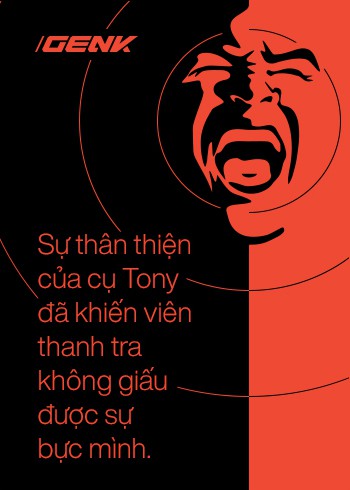 /GENK
Sự thân thiện
của cụ Tony
đã khiến viên
thanh tra
không giấu
được sự
bực mình.